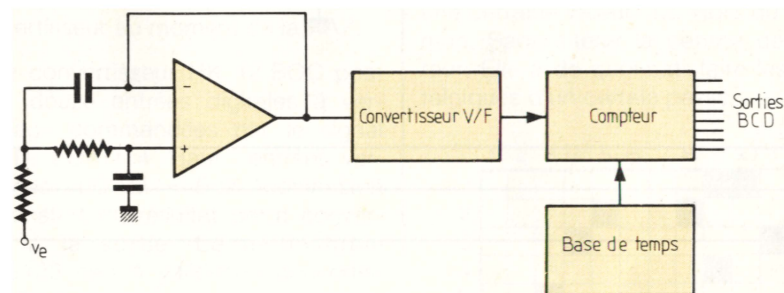 −
+
Convertisseur V/F
Compteur
Sorties
BCD
Base de temps
ve